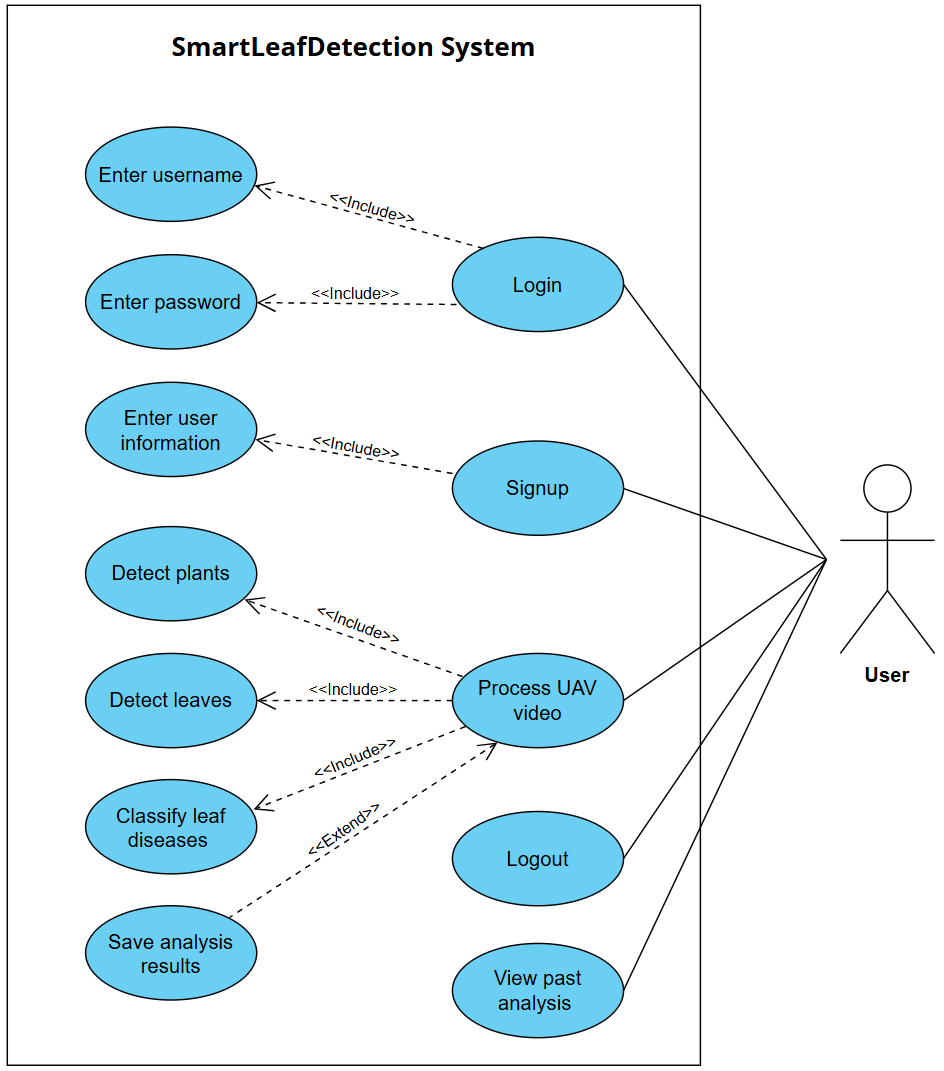 SmartLeafDetection System
Enter username
<<Include>>
Login
Enter password
<<Include>>
Enter user
information
<<Include>>
Signup
Detect plants
<<Include>>
Detect leaves
<<Include>>
Process UAV
video
<<Include>>
Classify leaf
diseases
<<Extend>>
Logout
Save analysis
results
View past
analysis
User